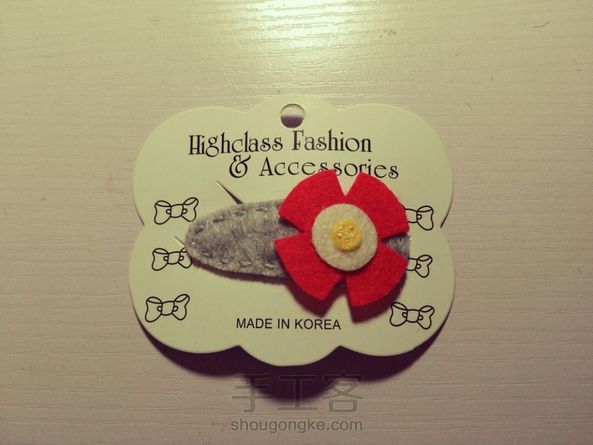 Highclass Fashion
& Accessories
MADE IN KOREA
手工客
shougongke.com